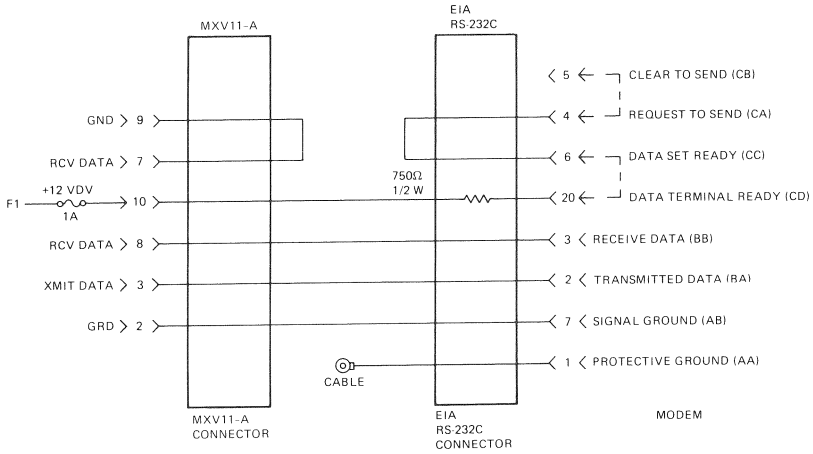 MXV11-A
EIA
RS-232C
< 5 CLEAR TO SEND (CB)
GND > 9 >
< 4 REQUEST TO SEND (CA)
RCV DATA > 7 >
< 6 DATA SET READY (CC)
750Ω
1/2 W
F1 +12 VDV 1A > 10 >
< 20 DATA TERMINAL READY (CD)
RCV DATA > 8 >
< 3 < RECEIVE DATA (BB)
XMIT DATA > 3 >
< 2 < TRANSMITTED DATA (BA)
GRD > 2 >
< 7 < SIGNAL GROUND (AB)
CABLE
< 1 < PROTECTIVE GROUND (AA)
MXV11-A
CONNECTOR
EIA
RS-232C
CONNECTOR
MODEM